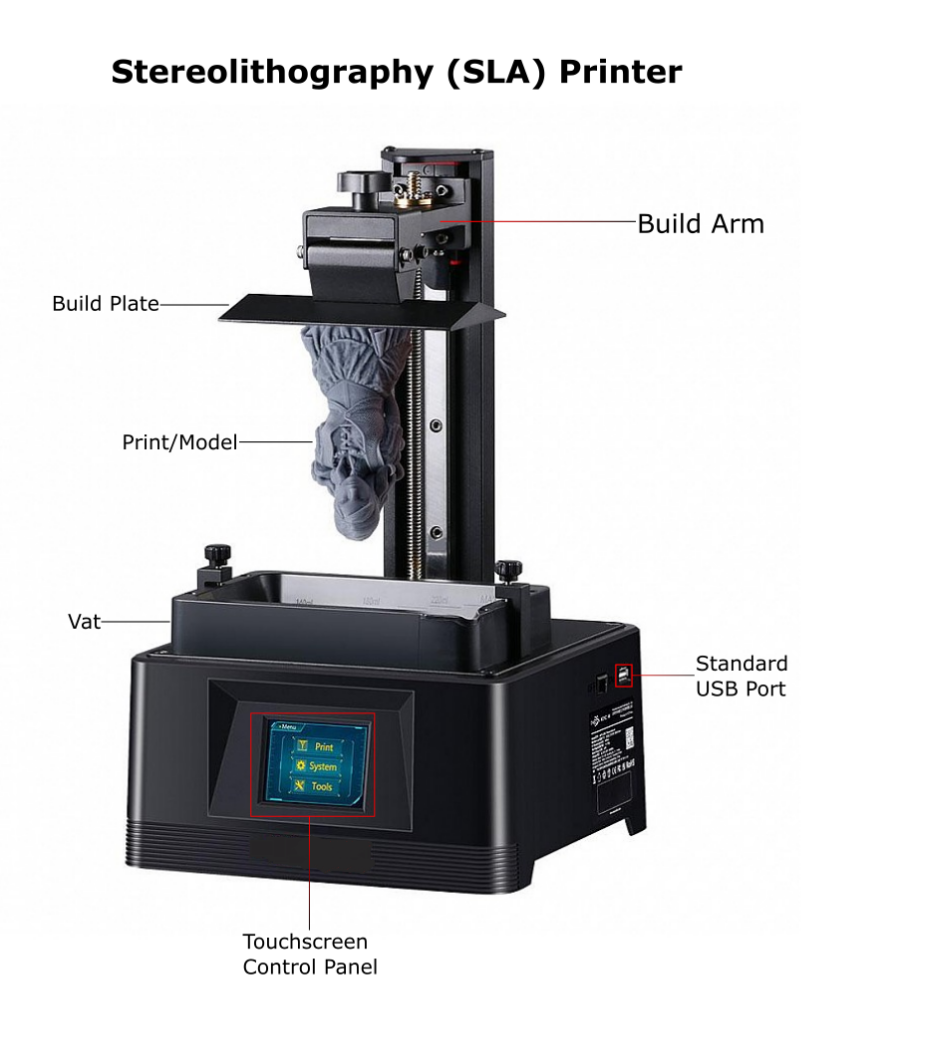 Stereolithography (SLA) Printer
Build Arm
Build Plate
Print/Model
Vat
Standard
USB Port
Menu
Print
System
Tools
Touchscreen
Control Panel